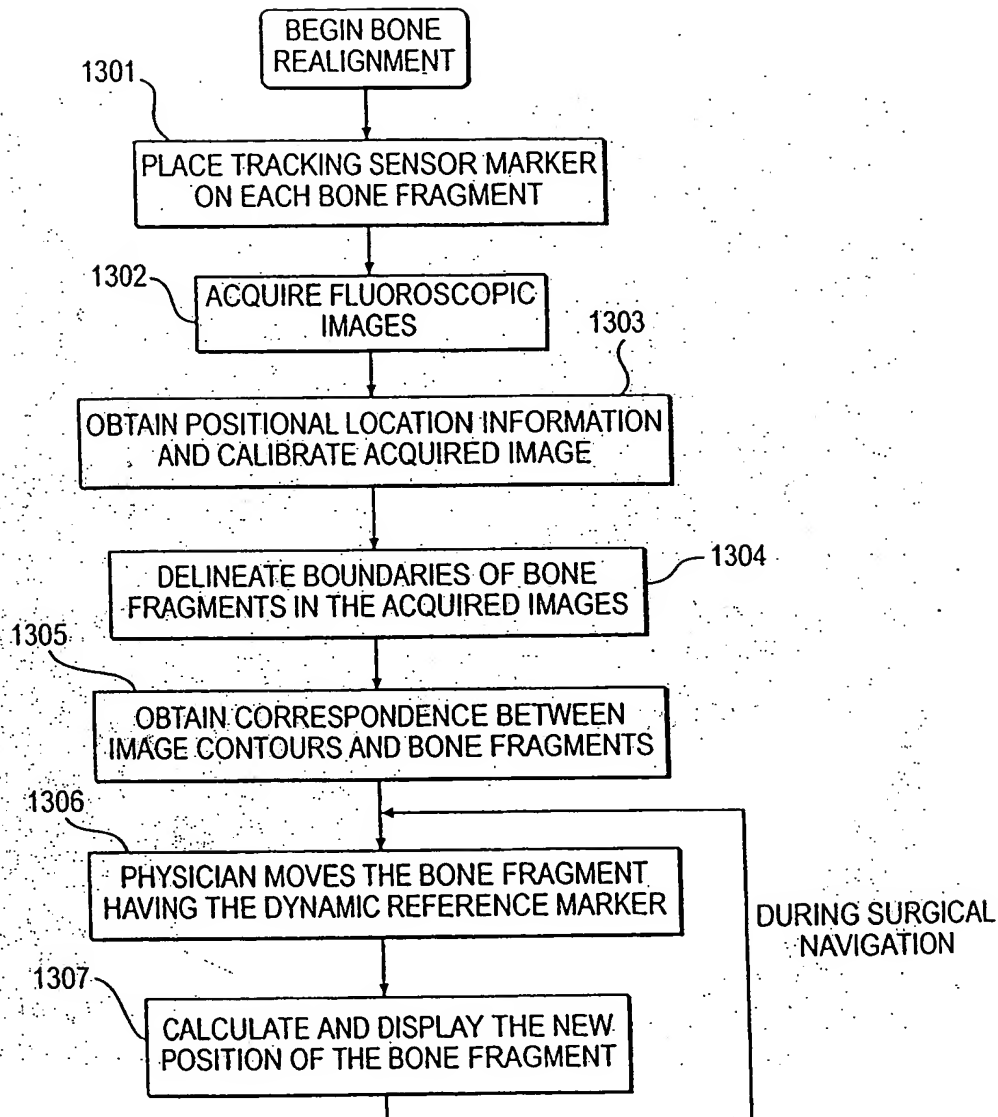 BEGIN BONE
REALIGNMENT
1301
PLACE TRACKING SENSOR MARKER
ON EACH BONE FRAGMENT
1302
ACQUIRE FLUOROSCOPIC
IMAGES
1303
OBTAIN POSITIONAL LOCATION INFORMATION
AND CALIBRATE ACQUIRED IMAGE
1304
DELINEATE BOUNDARIES OF BONE
FRAGMENTS IN THE ACQUIRED IMAGES
1305
OBTAIN CORRESPONDENCE BETWEEN
IMAGE CONTOURS AND BONE FRAGMENTS
1306
PHYSICIAN MOVES THE BONE FRAGMENT
HAVING THE DYNAMIC REFERENCE MARKER
DURING SURGICAL
NAVIGATION
1307
CALCULATE AND DISPLAY THE NEW
POSITION OF THE BONE FRAGMENT